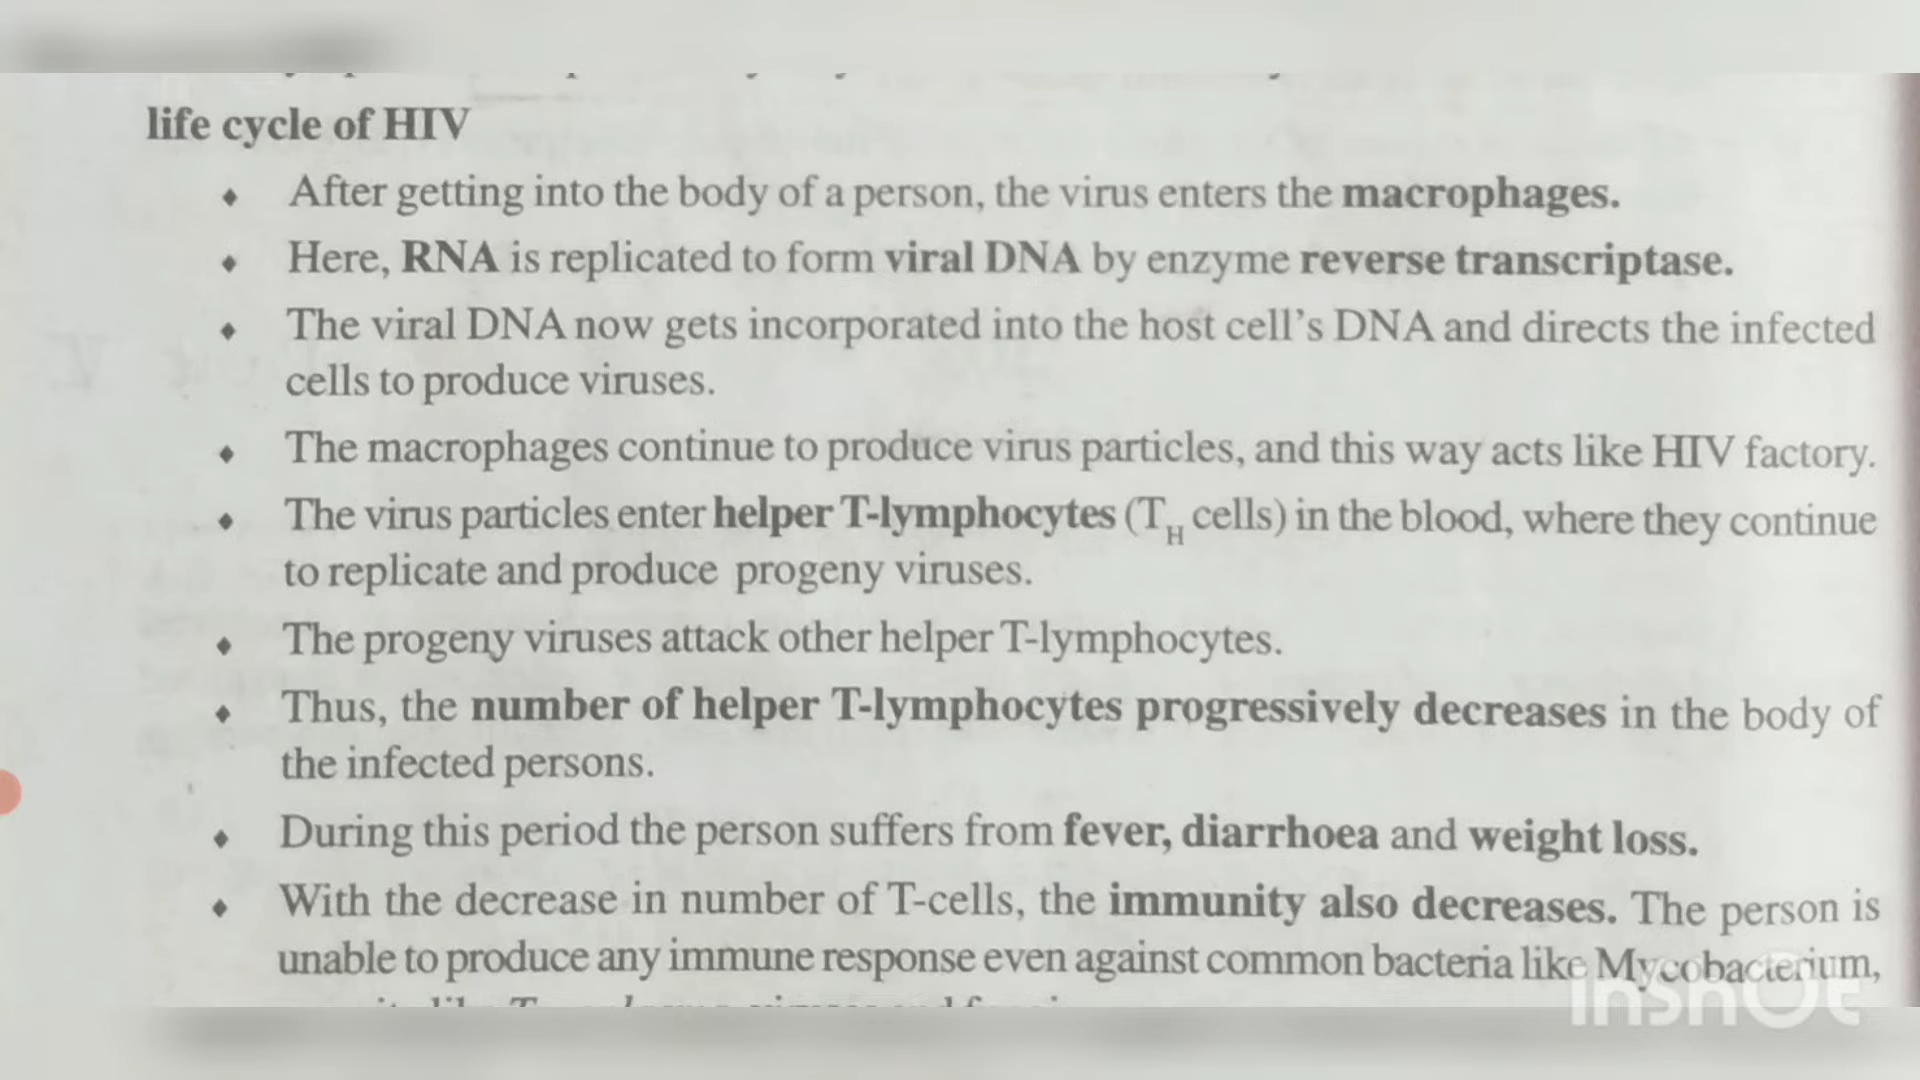 life cycle of HIV
♦ After getting into the body of a person, the virus enters the macrophages.
♦ Here, RNA is replicated to form viral DNA by enzyme reverse transcriptase.
♦ The viral DNA now gets incorporated into the host cell's DNA and directs the infected
cells to produce viruses.
♦ The macrophages continue to produce virus particles, and this way acts like HIV factory.
♦ The virus particles enter helper T-lymphocytes (TH cells) in the blood, where they continue
to replicate and produce progeny viruses.
♦ The progeny viruses attack other helper T-lymphocytes.
♦ Thus, the number of helper T-lymphocytes progressively decreases in the body of
the infected persons.
♦ During this period the person suffers from fever, diarrhoea and weight loss.
♦ With the decrease in number of T-cells, the immunity also decreases. The person is
unable to produce any immune response even against common bacteria like Mycobacterium,
InShOt